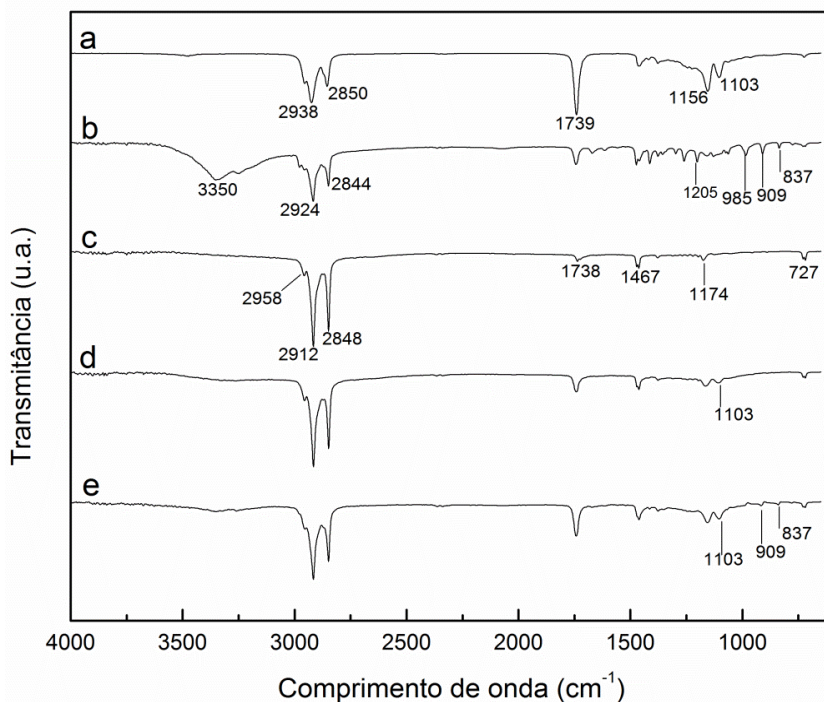 a
2938
2850
1739
1156
1103
b
3350
2924
2844
1205
985
909
837
c
2958
2912
2848
1738
1467
1174
727
d
1103
e
1103
909
837
Transmitância (u.a.)
4000 3500 3000 2500 2000 1500 1000
Comprimento de onda (cm⁻¹)